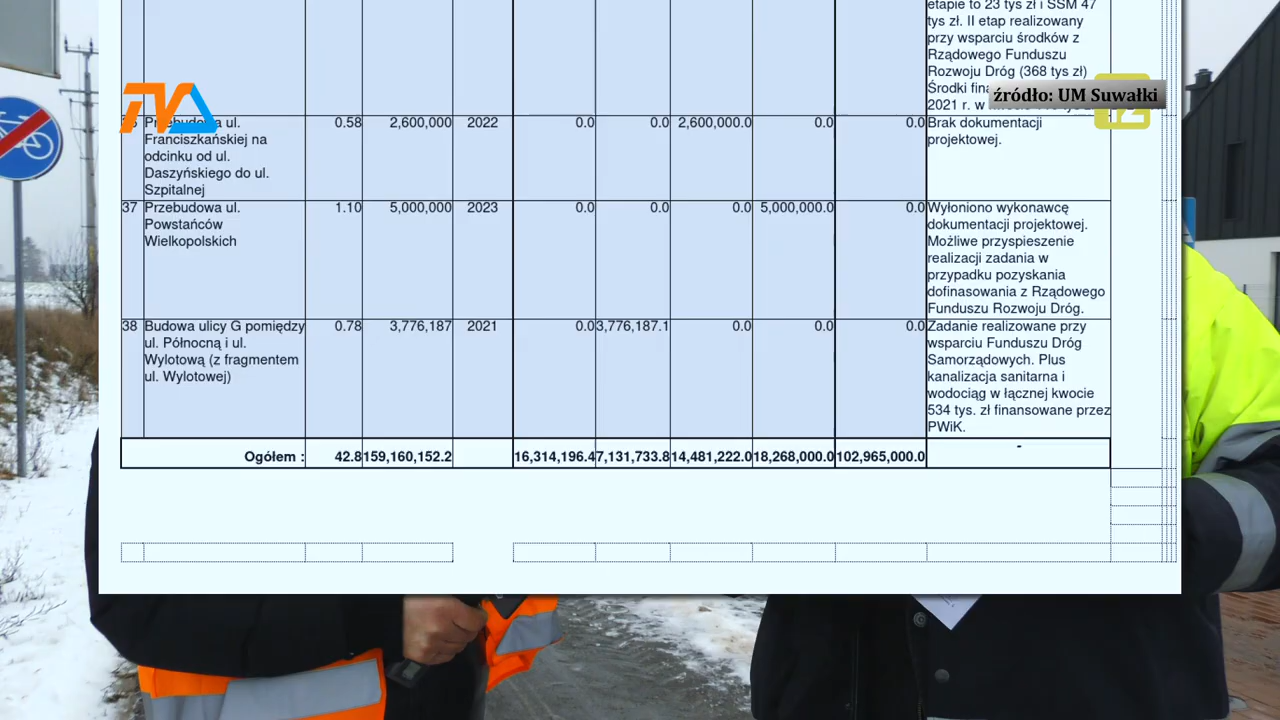 etapie to 23 tys zł i SSM 47
tys zł. II etap realizowany
przy wsparciu środków z
Rządowego Funduszu
Rozwoju Dróg (368 tys zł)
Środki
2021 r. w
źródło: UM Suwałki
TVA
12
Przebudowa ul. 0.58 2,600,000 2022 0.0 0.0 2,600,000.0 0.0 0.0 Brak dokumentacji
Franciszkańskiej na projektowej.
odcinku od ul.
Daszyńskiego do ul.
Szpitalnej
37 Przebudowa ul. 1.10 5,000,000 2023 0.0 0.0 0.0 5,000,000.0 0.0 Wyłoniono wykonawcę
Powstańców dokumentacji projektowej.
Wielkopolskich Możliwe przyspieszenie
realizacji zadania w
przypadku pozyskania
dofinasowania z Rządowego
Funduszu Rozwoju Dróg.
38 Budowa ulicy G pomiędzy 0.78 3,776,187 2021 0.0 3,776,187.1 0.0 0.0 0.0 Zadanie realizowane przy
ul. Północną i ul. wsparciu Funduszu Dróg
Wylotową (z fragmentem Samorządowych. Plus
ul. Wylotowej) kanalizacja sanitarna i
wodociąg w łącznej kwocie
534 tys. zł finansowane przez
PWiK.
Ogółem : 42.8 159,160,152.2 16,314,196.4 7,131,733.8 14,481,222.0 18,268,000.0 102,965,000.0 -